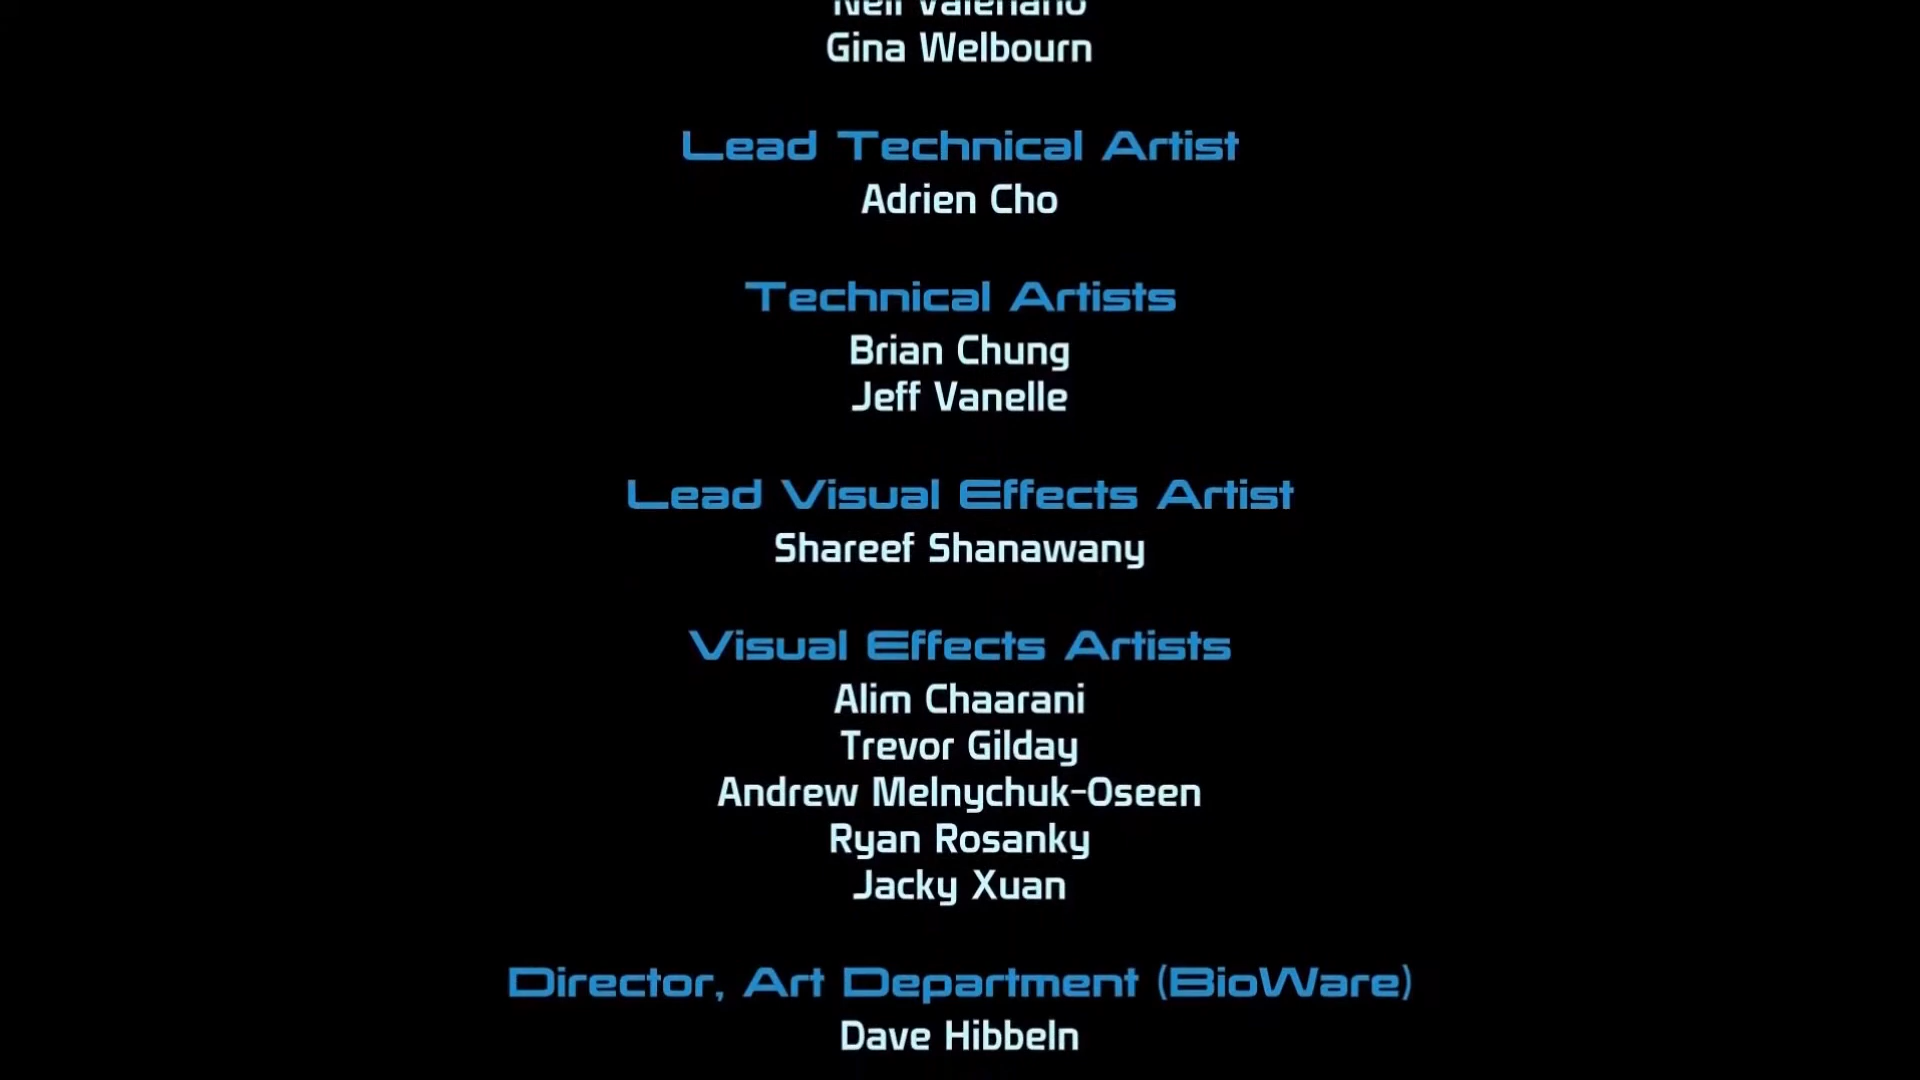 Neil Valeriano
Gina Welbourn
Lead Technical Artist
Adrien Cho
Technical Artists
Brian Chung
Jeff Vanelle
Lead Visual Effects Artist
Shareef Shanawany
Visual Effects Artists
Alim Chaarani
Trevor Gilday
Andrew Melnychuk-Oseen
Ryan Rosanky
Jacky Xuan
Director, Art Department (BioWare)
Dave Hibbeln